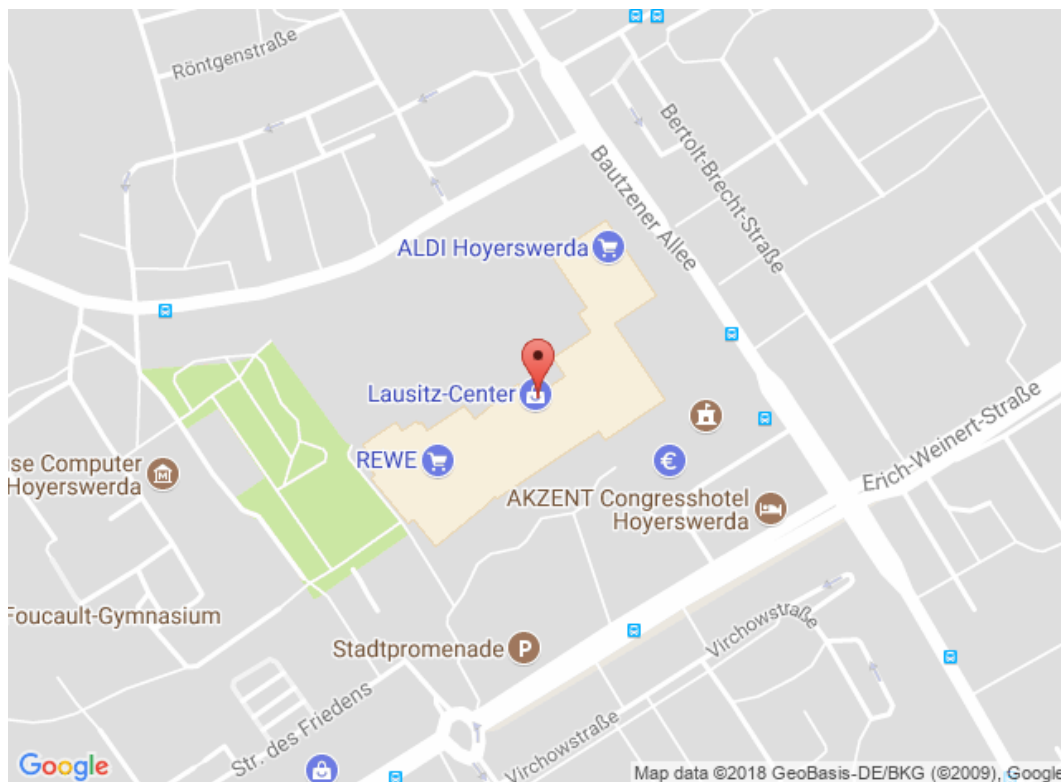 Röntgenstraße
Bertolt-Brecht-Straße
Bautzener Allee
ALDI Hoyerswerda
Lausitz-Center
REWE
€
use Computer
Hoyerswerda
AKZENT Congresshotel
Hoyerswerda
Erich-Weinert-Straße
Foucault-Gymnasium
Stadtpromenade
P
Virchowstraße
Str. des Friedens
Virchowstraße
Google
Map data ©2018 GeoBasis-DE/BKG (©2009), Google